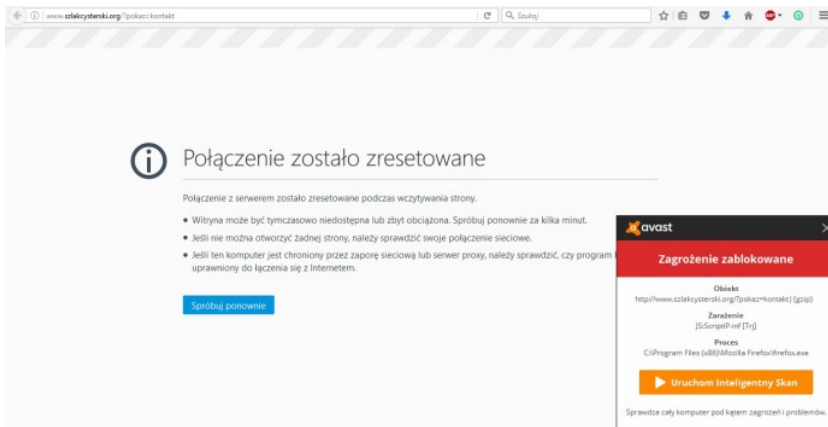 www.szlakcysterski.org/?pokaz=kontakt
Szukaj
ABP
Połączenie zostało zresetowane
Połączenie z serwerem zostało zresetowane podczas wczytywania strony.
Witryna może być tymczasowo niedostępna lub zbyt obciążona. Spróbuj ponownie za kilka minut.
Jeśli nie można otworzyć żadnej strony, należy sprawdzić swoje połączenie sieciowe.
Jeśli ten komputer jest chroniony przez zaporę sieciową lub serwer proxy, należy sprawdzić, czy program
uprawniony do łączenia się z Internetem.
Spróbuj ponownie
avast
Zagrożenie zablokowane
Obiekt
http://www.szlakcysterski.org/?pokaz=kontakt|{gzip}
Zarażenie
JS:ScriptIP-inf [Trj]
Proces
C:\Program Files (x86)\Mozilla Firefox\firefox.exe
Uruchom Inteligentny Skan
Sprawdza cały komputer pod kątem zagrożeń i problemów.